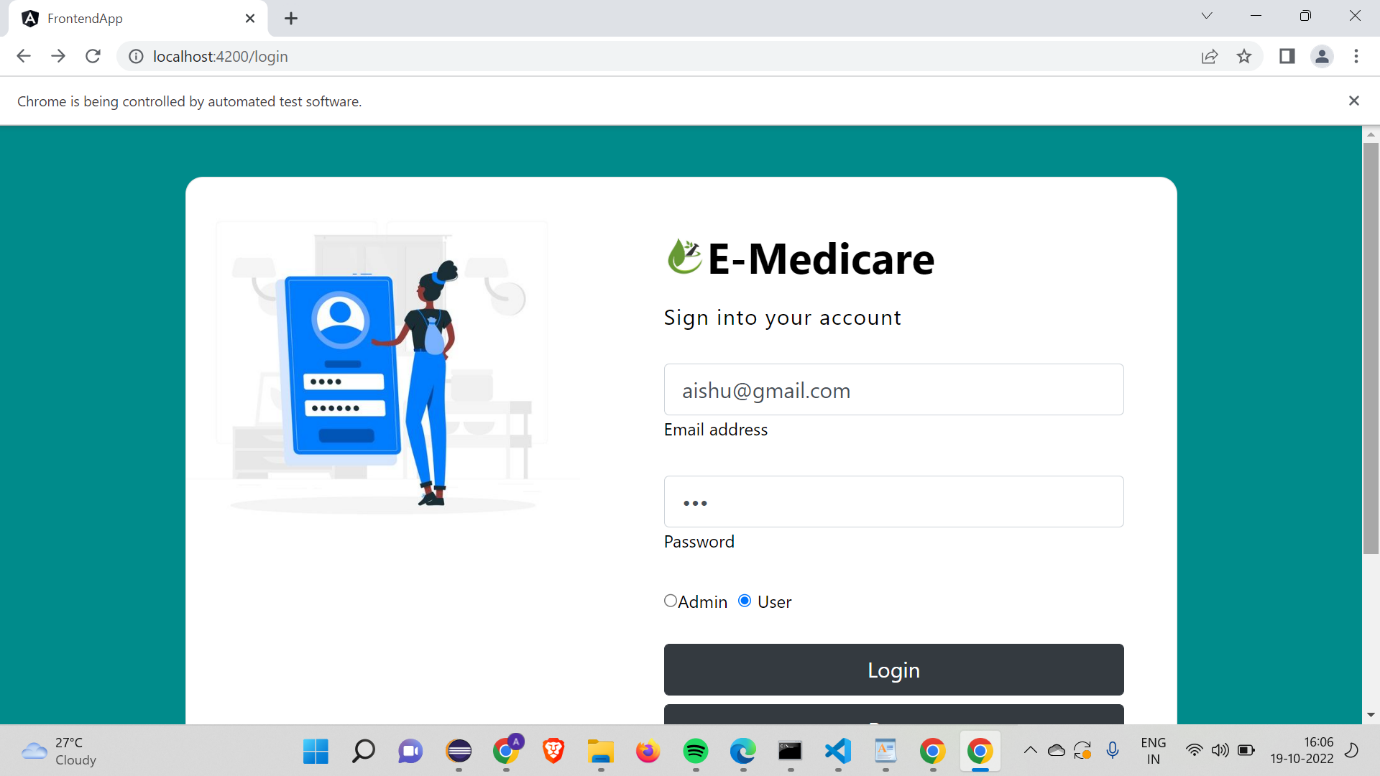 FrontendApp
localhost:4200/login
Chrome is being controlled by automated test software.
E-Medicare
Sign into your account
aishu@gmail.com
Email address
•••
Password
Admin User
Login
27°C
Cloudy
A
ENG
IN
16:06
19-10-2022